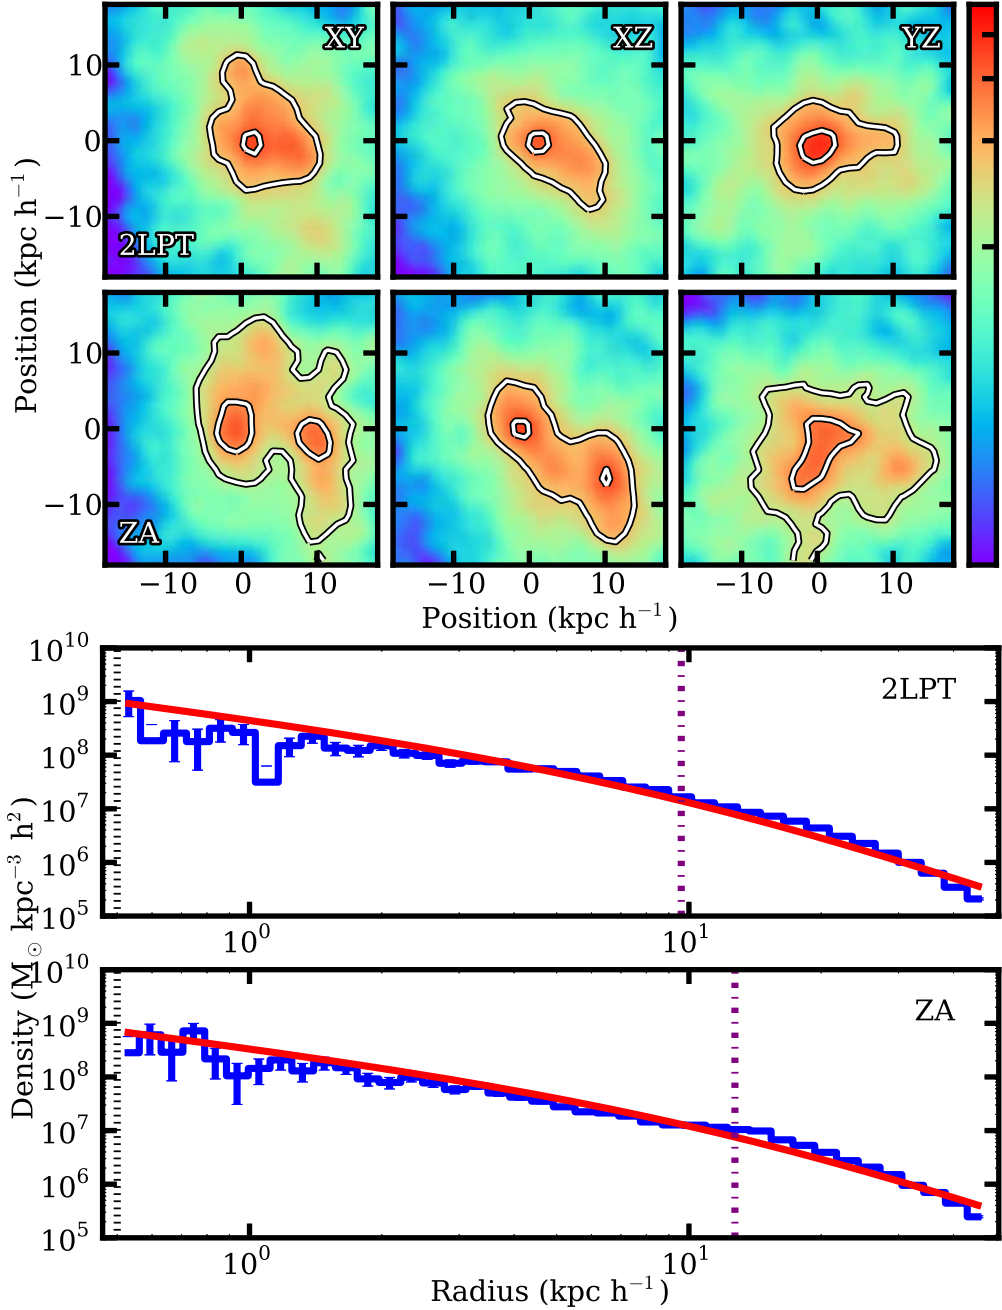 XY XZ YZ
10
0
−10
2LPT
10
0
−10
ZA
−10 0 10 −10 0 10 −10 0 10
Position (kpc h⁻¹)
Position (kpc h⁻¹)
10¹⁰
10⁹
10⁸
10⁷
10⁶
10⁵
2LPT
10⁰ 10¹
10¹⁰
10⁹
10⁸
10⁷
10⁶
10⁵
ZA
10⁰ 10¹
Density (M☉ kpc⁻³ h²)
Radius (kpc h⁻¹)